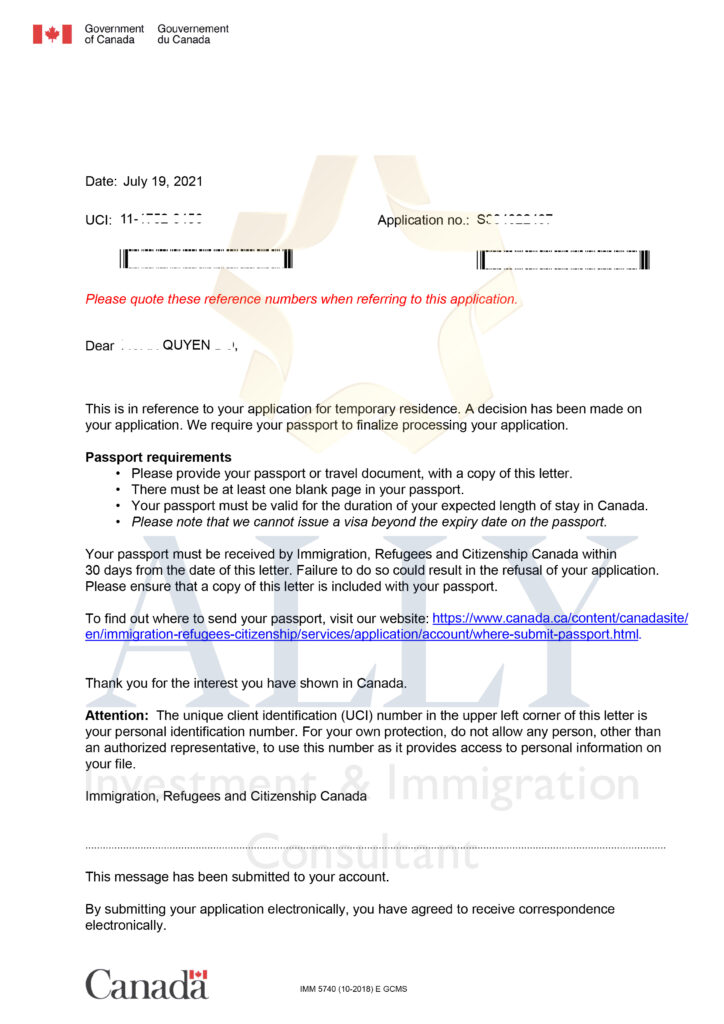 Government Gouvernement
of Canada du Canada
Date: July 19, 2021
UCI: 11-
Application no.: S
Please quote these reference numbers when referring to this application.
Dear QUYEN ,
This is in reference to your application for temporary residence. A decision has been made on
your application. We require your passport to finalize processing your application.
Passport requirements
• Please provide your passport or travel document, with a copy of this letter.
• There must be at least one blank page in your passport.
• Your passport must be valid for the duration of your expected length of stay in Canada.
• Please note that we cannot issue a visa beyond the expiry date on the passport.
Your passport must be received by Immigration, Refugees and Citizenship Canada within
30 days from the date of this letter. Failure to do so could result in the refusal of your application.
Please ensure that a copy of this letter is included with your passport.
To find out where to send your passport, visit our website: https://www.canada.ca/content/canadasite/
en/immigration-refugees-citizenship/services/application/account/where-submit-passport.html.
ALLY
Thank you for the interest you have shown in Canada.
Attention: The unique client identification (UCI) number in the upper left corner of this letter is
your personal identification number. For your own protection, do not allow any person, other than
an authorized representative, to use this number as it provides access to personal information on
your file.
Investment & Immigration
Immigration, Refugees and Citizenship Canada
Consultant
This message has been submitted to your account.
By submitting your application electronically, you have agreed to receive correspondence
electronically.
Canada
IMM 5740 (10-2018) E GCMS